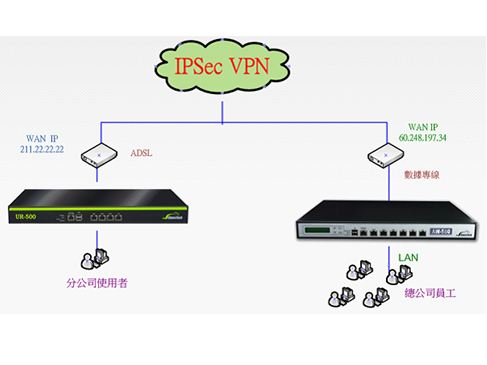 IPSec VPN
WAN IP
211.22.22.22
ADSL
WAN IP
60.248.197.34
數據專線
UR-500
LAN
分公司使用者
總公司員工